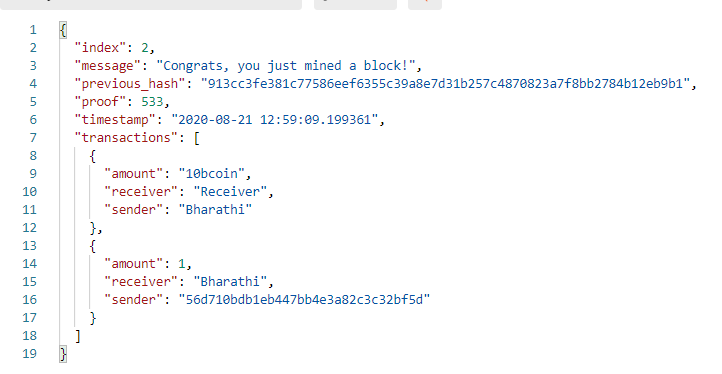 1 {
2 "index": 2,
3 "message": "Congrats, you just mined a block!",
4 "previous_hash": "913cc3fe381c77586eef6355c39a8e7d31b257c4870823a7f8bb2784b12eb9b1",
5 "proof": 533,
6 "timestamp": "2020-08-21 12:59:09.199361",
7 "transactions": [
8 {
9 "amount": "10bcoin",
10 "receiver": "Receiver",
11 "sender": "Bharathi"
12 },
13 {
14 "amount": 1,
15 "receiver": "Bharathi",
16 "sender": "56d710bdb1eb447bb4e3a82c3c32bf5d"
17 }
18 ]
19 }